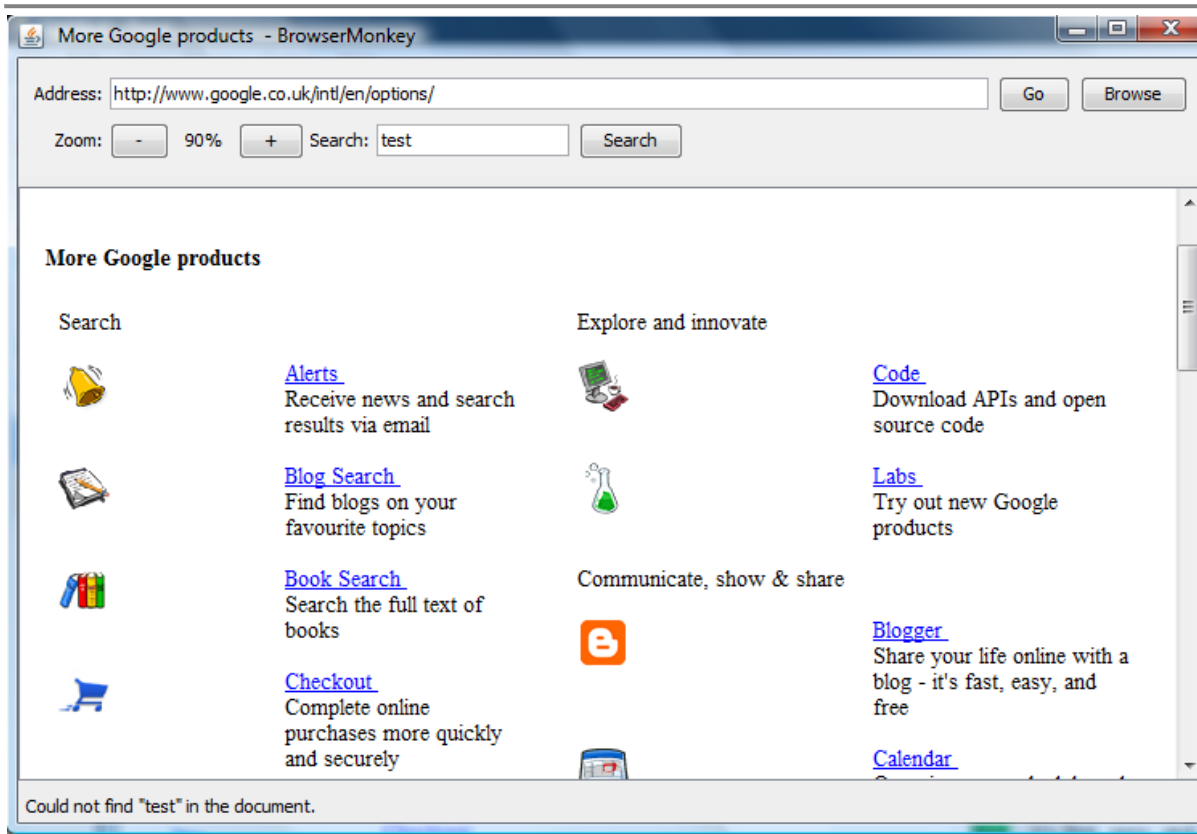 More Google products - BrowserMonkey
Address: http://www.google.co.uk/intl/en/options/ Go Browse
Zoom: - 90% + Search: test Search
More Google products
Search
Alerts
Receive news and search
results via email
Blog Search
Find blogs on your
favourite topics
Book Search
Search the full text of
books
Checkout
Complete online
purchases more quickly
and securely
Explore and innovate
Code
Download APIs and open
source code
Labs
Try out new Google
products
Communicate, show & share
Blogger
Share your life online with a
blog - it's fast, easy, and
free
Calendar
Could not find "test" in the document.